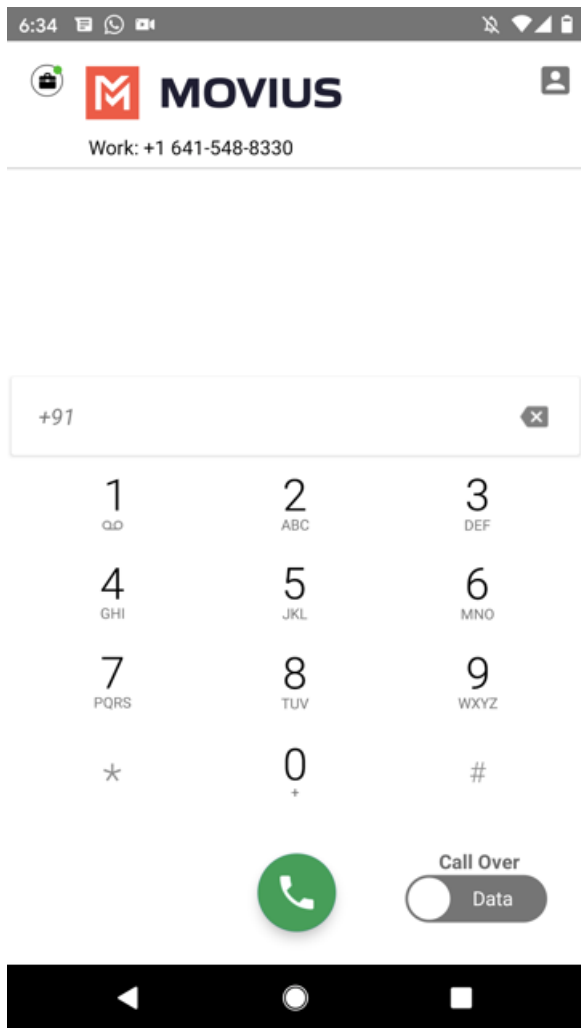 6:34
MOVIUS
Work: +1 641-548-8330
+91
1 2 3
ABC DEF
4 5 6
GHI JKL MNO
7 8 9
PQRS TUV WXYZ
* 0 #
+
Call Over
Data